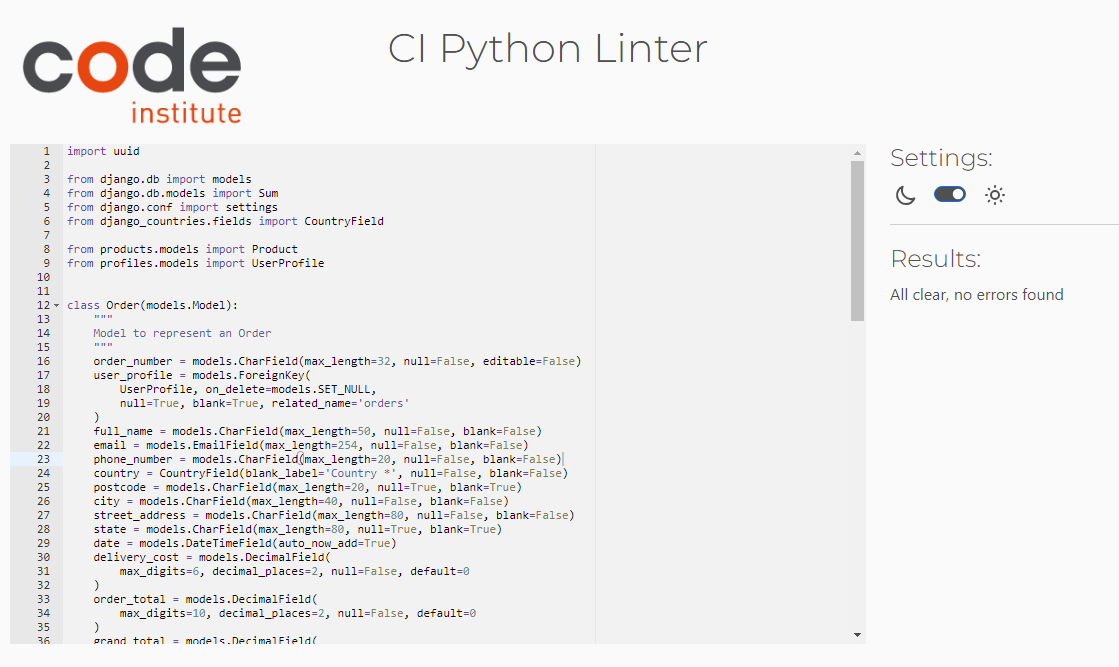 code
institute
CI Python Linter
1 import uuid
2
3 from django.db import models
4 from django.db.models import Sum
5 from django.conf import settings
6 from django_countries.fields import CountryField
7
8 from products.models import Product
9 from profiles.models import UserProfile
10
11
12 class Order(models.Model):
13 """
14 Model to represent an Order
15 """
16 order_number = models.CharField(max_length=32, null=False, editable=False)
17 user_profile = models.ForeignKey(
18 UserProfile, on_delete=models.SET_NULL,
19 null=True, blank=True, related_name='orders'
20 )
21 full_name = models.CharField(max_length=50, null=False, blank=False)
22 email = models.EmailField(max_length=254, null=False, blank=False)
23 phone_number = models.CharField(max_length=20, null=False, blank=False)
24 country = CountryField(blank_label='Country *', null=False, blank=False)
25 postcode = models.CharField(max_length=20, null=True, blank=True)
26 city = models.CharField(max_length=40, null=False, blank=False)
27 street_address = models.CharField(max_length=80, null=False, blank=False)
28 state = models.CharField(max_length=80, null=True, blank=True)
29 date = models.DateTimeField(auto_now_add=True)
30 delivery_cost = models.DecimalField(
31 max_digits=6, decimal_places=2, null=False, default=0
32 )
33 order_total = models.DecimalField(
34 max_digits=10, decimal_places=2, null=False, default=0
35 )
36 grand_total = models.DecimalField(
Settings:
Results:
All clear, no errors found